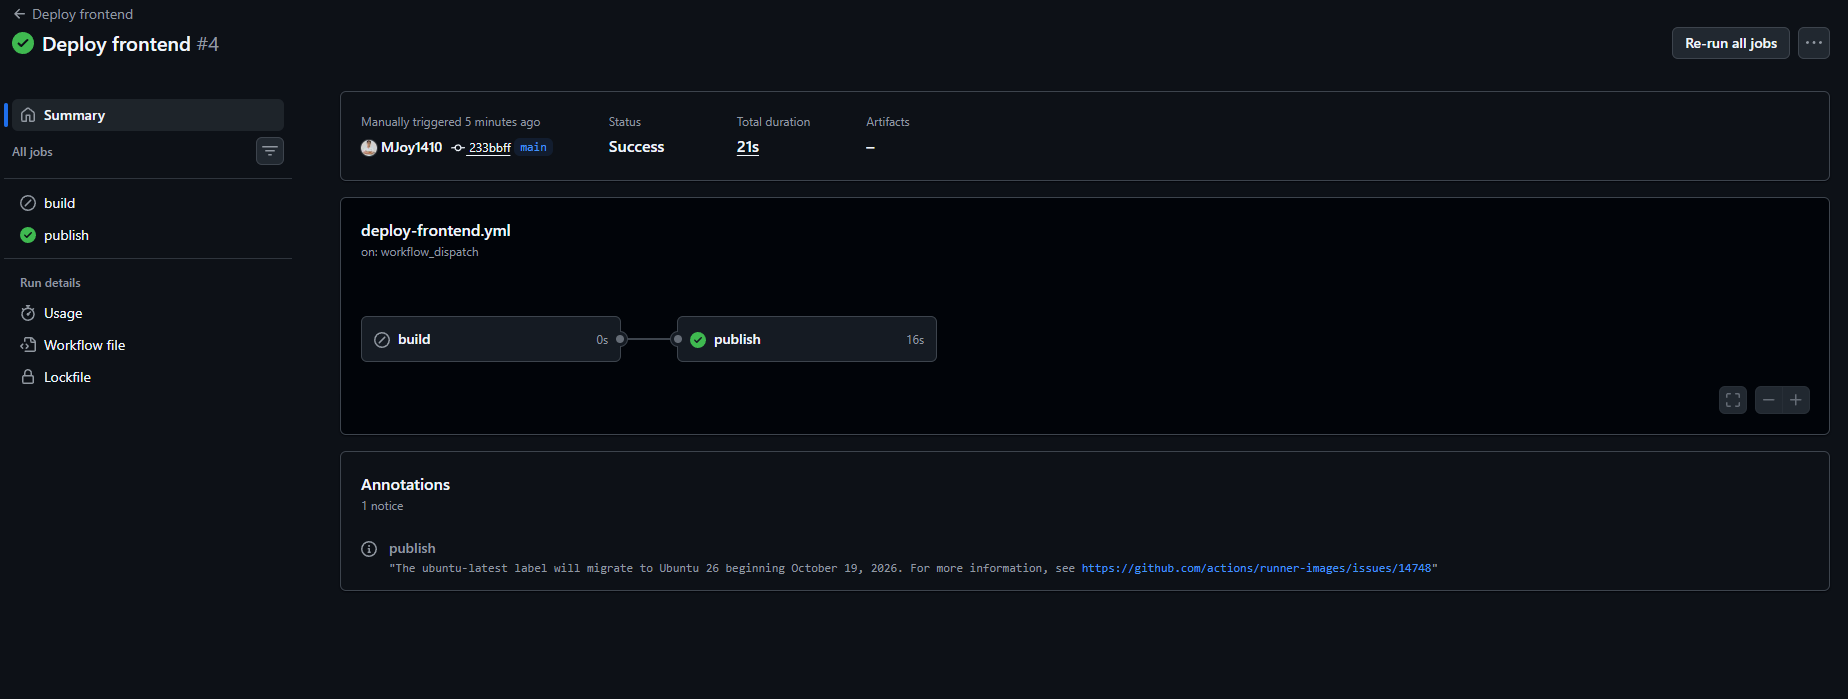 Deploy frontend
Deploy frontend #4
Re-run all jobs
Summary
All jobs
build
publish
Run details
Usage
Workflow file
Lockfile
Manually triggered 5 minutes ago
MJoy1410 233bbff main
Status
Success
Total duration
21s
Artifacts
–
deploy-frontend.yml
on: workflow_dispatch
build 0s
publish 16s
Annotations
1 notice
publish
"The ubuntu-latest label will migrate to Ubuntu 26 beginning October 19, 2026. For more information, see https://github.com/actions/runner-images/issues/14748"